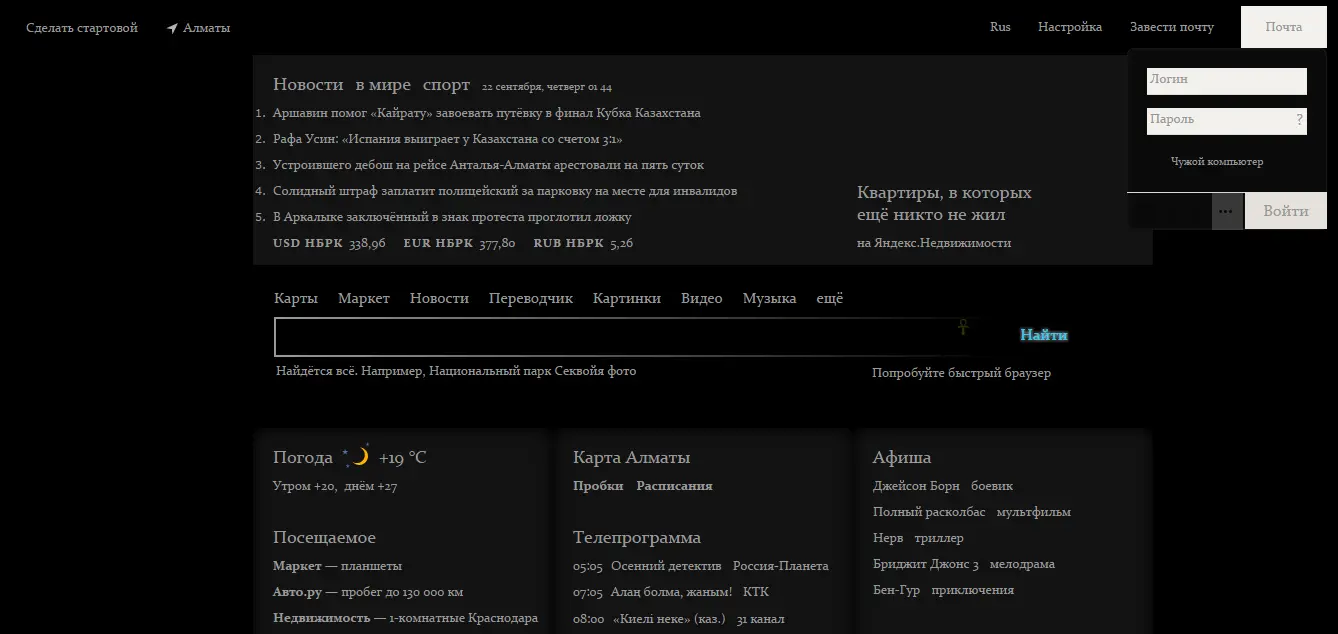 Сделать стартовой Алматы Rus Настройка Завести почту Почта
Новости в мире спорт 22 сентября, четверг 01 44
1. Аршавин помог «Кайрату» завоевать путёвку в финал Кубка Казахстана
2. Рафа Усин: «Испания выиграет у Казахстана со счетом 3:1»
3. Устроившего дебош на рейсе Анталья-Алматы арестовали на пять суток
4. Солидный штраф заплатит полицейский за парковку на месте для инвалидов
5. В Аркалыке заключённый в знак протеста проглотил ложку
USD НБРК 338,96 EUR НБРК 377,80 RUB НБРК 5,26
Квартиры, в которых
ещё никто не жил
на Яндекс.Недвижимости
Логин
Пароль ?
Чужой компьютер
... Войти
Карты Маркет Новости Переводчик Картинки Видео Музыка ещё
Найти
Найдётся всё. Например, Национальный парк Секвойя фото
Попробуйте быстрый браузер
Погода +19 °C
Утром +20, днём +27
Посещаемое
Маркет — планшеты
Авто.ру — пробег до 130 000 км
Недвижимость — 1-комнатные Краснодара
Карта Алматы
Пробки Расписания
Телепрограмма
05:05 Осенний детектив Россия-Планета
07:05 Алаң болма, жаным! КТК
08:00 «Киелі неке» (каз.) 31 канал
Афиша
Джейсон Борн боевик
Полный расколбас мультфильм
Нерв триллер
Бриджит Джонс 3 мелодрама
Бен-Гур приключения